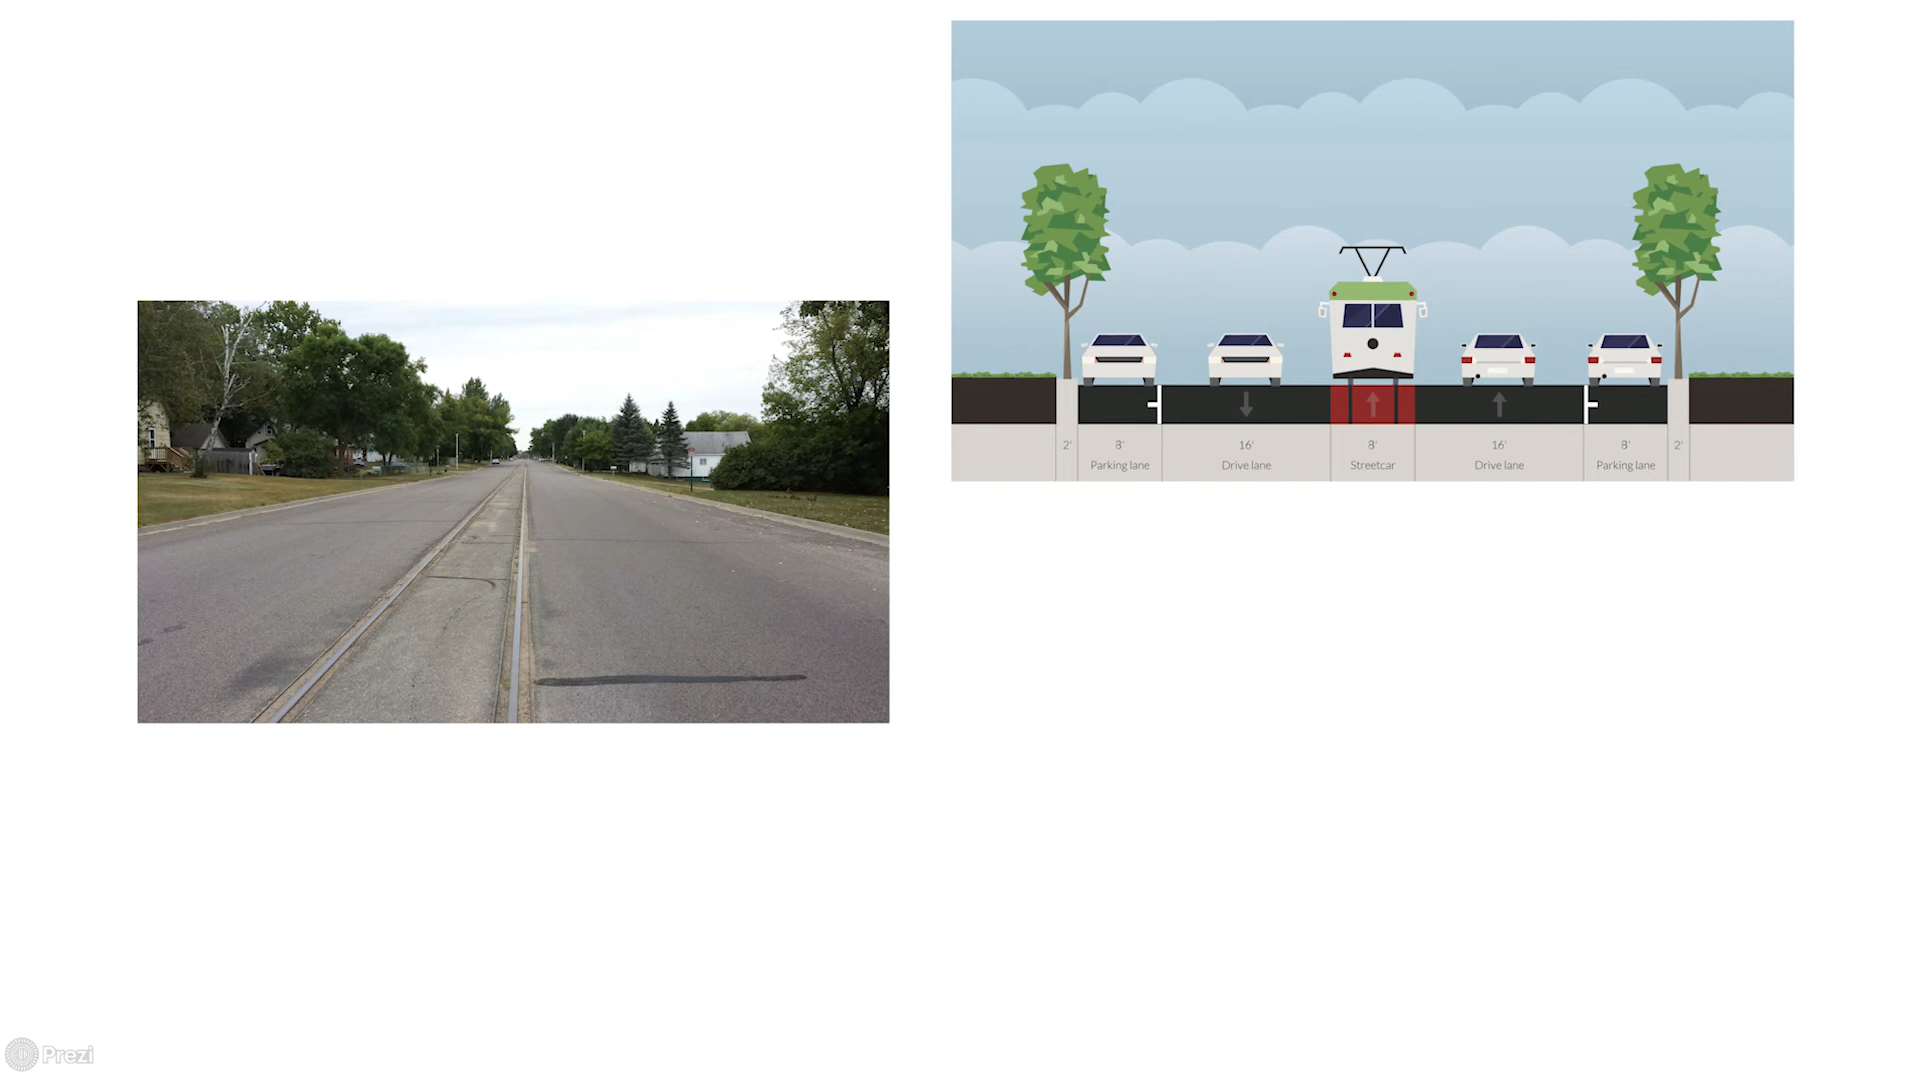 2' 8' 16' 8' 16' 8' 2'
Parking lane Drive lane Streetcar Drive lane Parking lane
Prezi